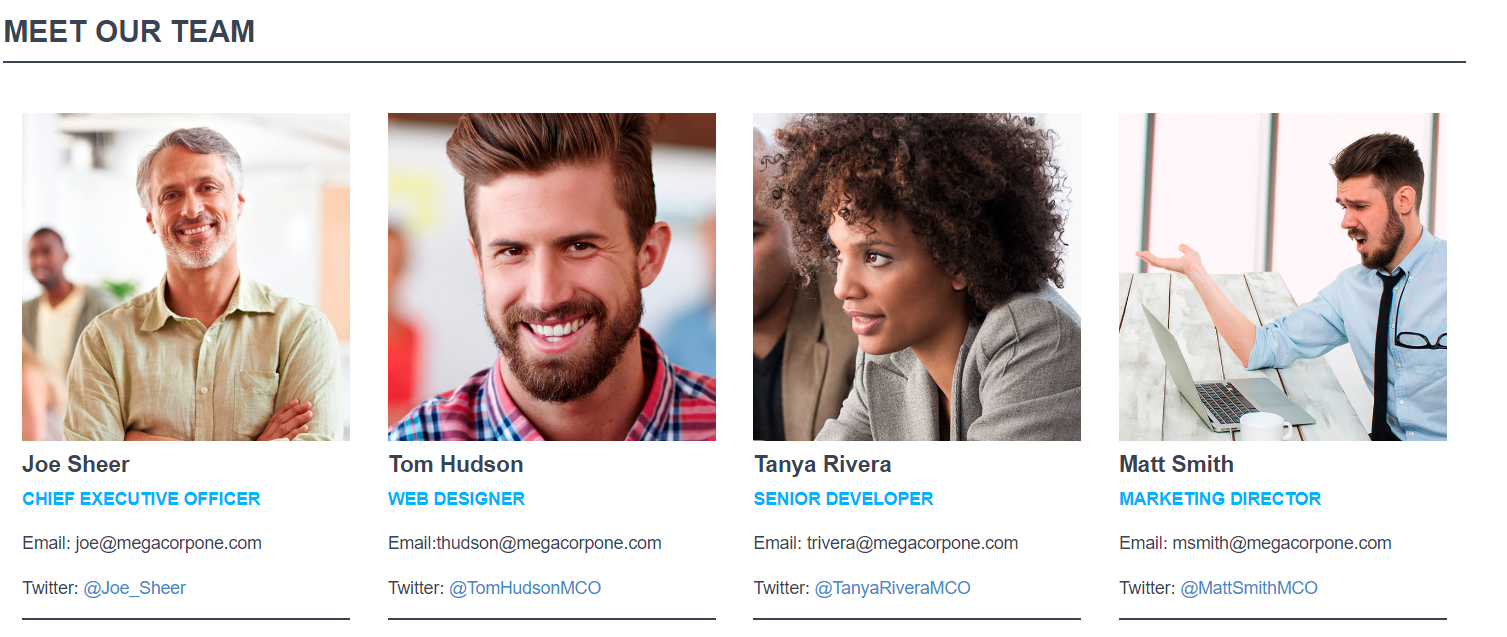 MEET OUR TEAM
Joe Sheer
CHIEF EXECUTIVE OFFICER
Email: joe@megacorpone.com
Twitter: @Joe_Sheer
Tom Hudson
WEB DESIGNER
Email:thudson@megacorpone.com
Twitter: @TomHudsonMCO
Tanya Rivera
SENIOR DEVELOPER
Email: trivera@megacorpone.com
Twitter: @TanyaRiveraMCO
Matt Smith
MARKETING DIRECTOR
Email: msmith@megacorpone.com
Twitter: @MattSmithMCO